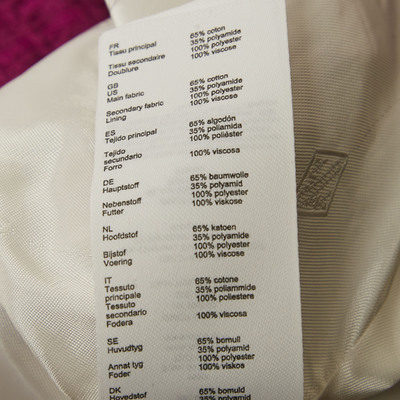 FR 65% coton
Tissu principal 35% polyamide
100% polyester
Tissu secondaire 100% viscose
Doublure
GB 65% cotton
US 35% polyamide
Main fabric 100% polyester
Secondary fabric 100% viscose
Lining
ES 65% algodón
Tejido principal 35% poliamida
100% poliéster
Tejido 100% viscosa
secundario
Forro
DE 65% baumwolle
Hauptstoff 35% polyamid
100% polyester
Nebenstoff 100% viskose
Futter
NL 65% katoen
Hoofdstof 35% polyamide
100% polyester
Bijstof 100% viscose
Voering
IT 65% cotone
Tessuto 35% poliammide
principale 100% poliestere
Tessuto
secondario 100% viscosa
Fodera
SE 65% bomull
Huvudtyg 35% polyamid
100% polyester
Annat tyg 100% viskos
Foder
DK 65% bomuld
Hovedstof 35% polyamid